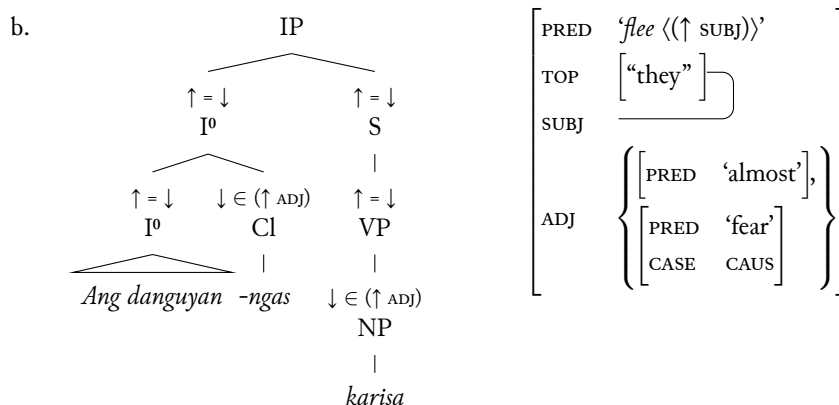 b.
IP
↑ = ↓ ↑ = ↓
I⁰ S
↑ = ↓ ↓ ∈ (↑ ADJ) ↑ = ↓
I⁰ Cl VP
Ang danguyan -ngas ↓ ∈ (↑ ADJ)
NP
karisa
PRED ‘flee ⟨(↑ SUBJ)⟩’
TOP [“they” ]
SUBJ
ADJ { [PRED ‘almost’],
[PRED ‘fear’
CASE CAUS] }